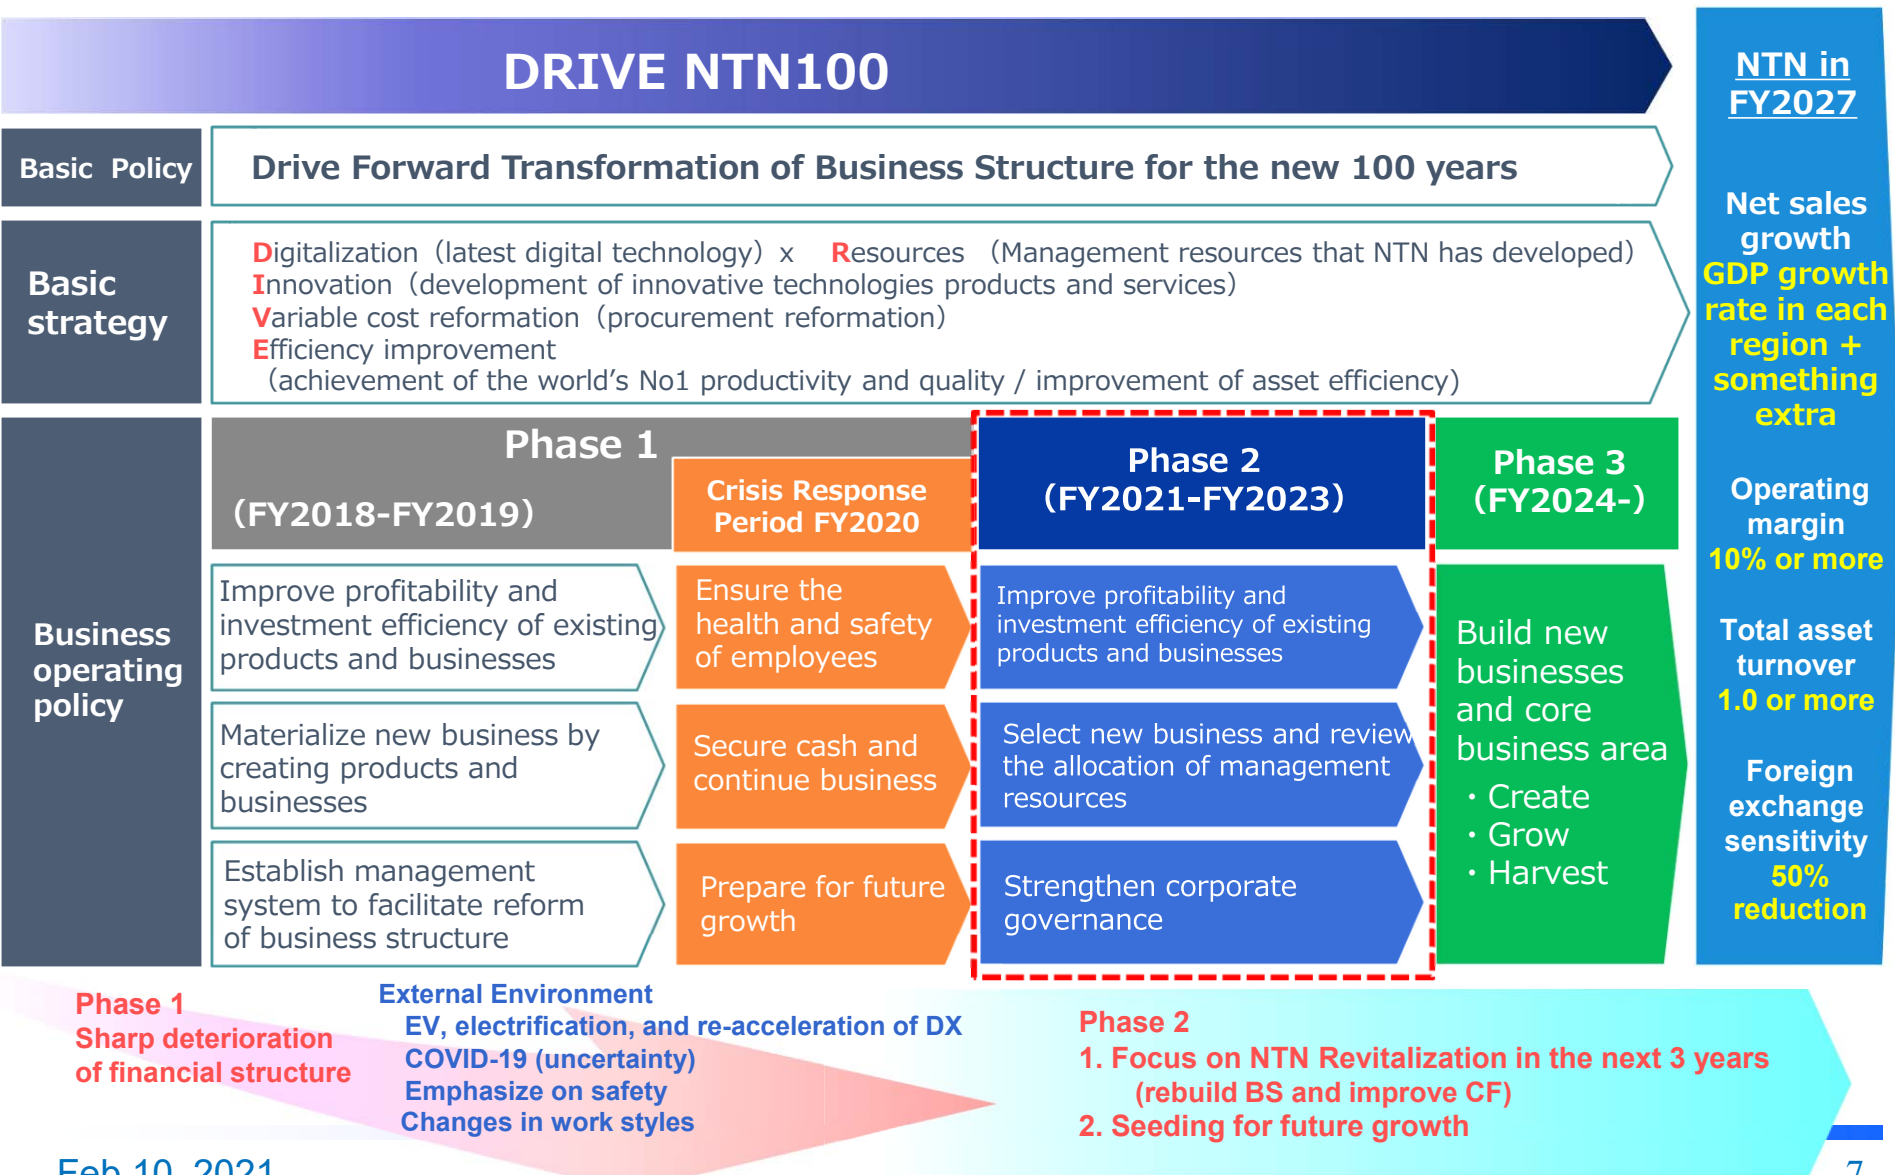 DRIVE NTN100
Basic Policy
Drive Forward Transformation of Business Structure for the new 100 years
Basic
strategy
Digitalization（latest digital technology）x Resources （Management resources that NTN has developed）
Innovation（development of innovative technologies products and services）
Variable cost reformation（procurement reformation）
Efficiency improvement
（achievement of the world’s No1 productivity and quality / improvement of asset efficiency)
Business
operating
policy
Phase 1
（FY2018-FY2019）
Crisis Response
Period FY2020
Phase 2
（FY2021-FY2023）
Phase 3
（FY2024-）
Improve profitability and
investment efficiency of existing
products and businesses
Ensure the
health and safety
of employees
Improve profitability and
investment efficiency of existing
products and businesses
Materialize new business by
creating products and
businesses
Secure cash and
continue business
Select new business and review
the allocation of management
resources
Establish management
system to facilitate reform
of business structure
Prepare for future
growth
Strengthen corporate
governance
Build new
businesses
and core
business area
・Create
・Grow
・Harvest
NTN in
FY2027
Net sales
growth
GDP growth
rate in each
region +
something
extra
Operating
margin
10% or more
Total asset
turnover
1.0 or more
Foreign
exchange
sensitivity
50%
reduction
Phase 1
Sharp deterioration
of financial structure
External Environment
EV, electrification, and re-acceleration of DX
COVID-19 (uncertainty)
Emphasize on safety
Changes in work styles
Phase 2
1. Focus on NTN Revitalization in the next 3 years
(rebuild BS and improve CF)
2. Seeding for future growth
Feb 10, 2021
7